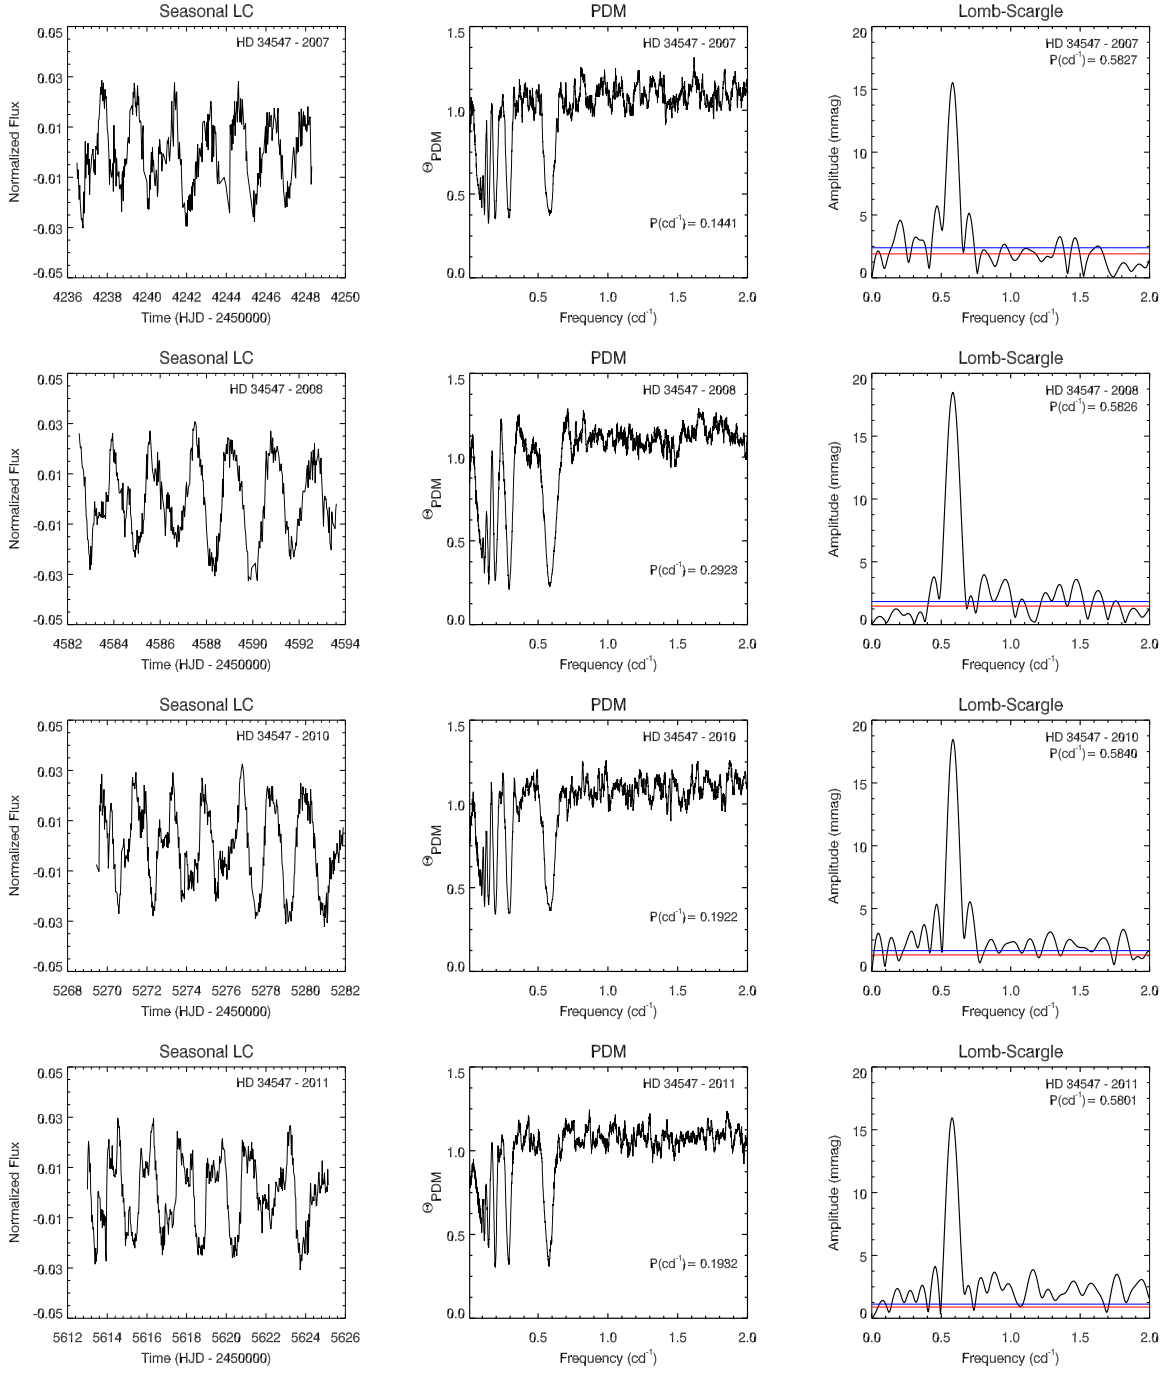 Seasonal LC
PDM
Lomb-Scargle
HD 34547 - 2007
0.05
0.03
0.01
-0.01
-0.03
-0.05
Normalized Flux
4236 4238 4240 4242 4244 4246 4248 4250
Time (HJD - 2450000)
HD 34547 - 2007
1.5
1.0
0.5
0.0
ΘPDM
P(cd-1)= 0.1441
0.5 1.0 1.5 2.0
Frequency (cd-1)
HD 34547 - 2007
P(cd-1)= 0.5827
20
15
10
5
0
Amplitude (mmag)
0.0 0.5 1.0 1.5 2.0
Frequency (cd-1)
Seasonal LC
PDM
Lomb-Scargle
HD 34547 - 2008
0.05
0.03
0.01
-0.01
-0.03
-0.05
Normalized Flux
4582 4584 4586 4588 4590 4592 4594
Time (HJD - 2450000)
HD 34547 - 2008
1.5
1.0
0.5
0.0
ΘPDM
P(cd-1)= 0.2923
0.5 1.0 1.5 2.0
Frequency (cd-1)
HD 34547 - 2008
P(cd-1)= 0.5826
20
15
10
5
0
Amplitude (mmag)
0.0 0.5 1.0 1.5 2.0
Frequency (cd-1)
Seasonal LC
PDM
Lomb-Scargle
HD 34547 - 2010
0.05
0.03
0.01
-0.01
-0.03
-0.05
Normalized Flux
5268 5270 5272 5274 5276 5278 5280 5282
Time (HJD - 2450000)
HD 34547 - 2010
1.5
1.0
0.5
0.0
ΘPDM
P(cd-1)= 0.1922
0.5 1.0 1.5 2.0
Frequency (cd-1)
HD 34547 - 2010
P(cd-1)= 0.5840
20
15
10
5
0
Amplitude (mmag)
0.0 0.5 1.0 1.5 2.0
Frequency (cd-1)
Seasonal LC
PDM
Lomb-Scargle
HD 34547 - 2011
0.05
0.03
0.01
-0.01
-0.03
-0.05
Normalized Flux
5612 5614 5616 5618 5620 5622 5624 5626
Time (HJD - 2450000)
HD 34547 - 2011
1.5
1.0
0.5
0.0
ΘPDM
P(cd-1)= 0.1932
0.5 1.0 1.5 2.0
Frequency (cd-1)
HD 34547 - 2011
P(cd-1)= 0.5801
20
15
10
5
0
Amplitude (mmag)
0.0 0.5 1.0 1.5 2.0
Frequency (cd-1)